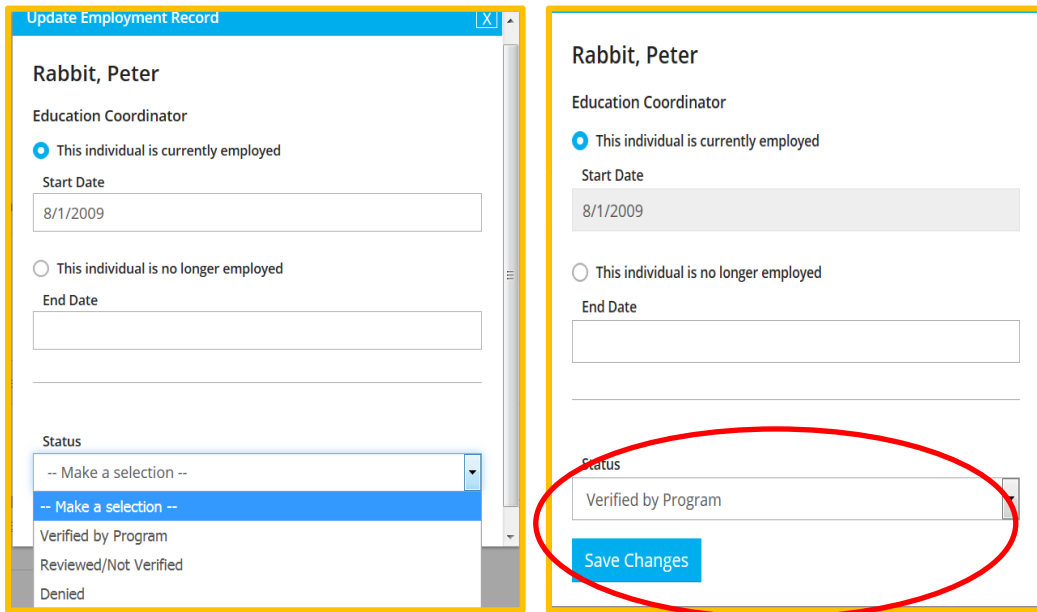 Update Employment Record
X
Rabbit, Peter
Education Coordinator
This individual is currently employed
Start Date
8/1/2009
This individual is no longer employed
End Date
Status
-- Make a selection --
-- Make a selection --
Verified by Program
Reviewed/Not Verified
Denied
Rabbit, Peter
Education Coordinator
This individual is currently employed
Start Date
8/1/2009
This individual is no longer employed
End Date
Status
Verified by Program
Save Changes